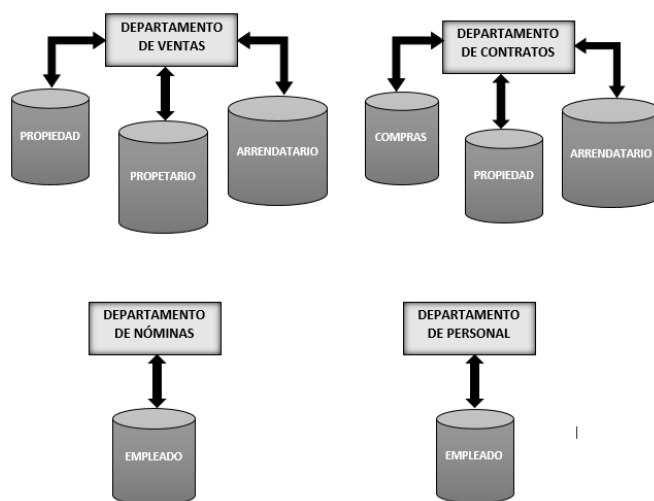 DEPARTAMENTO
DE VENTAS
PROPIEDAD
PROPETARIO
ARRENDATARIO
DEPARTAMENTO
DE CONTRATOS
COMPRAS
PROPIEDAD
ARRENDATARIO
DEPARTAMENTO
DE NÓMINAS
EMPLEADO
DEPARTAMENTO
DE PERSONAL
EMPLEADO